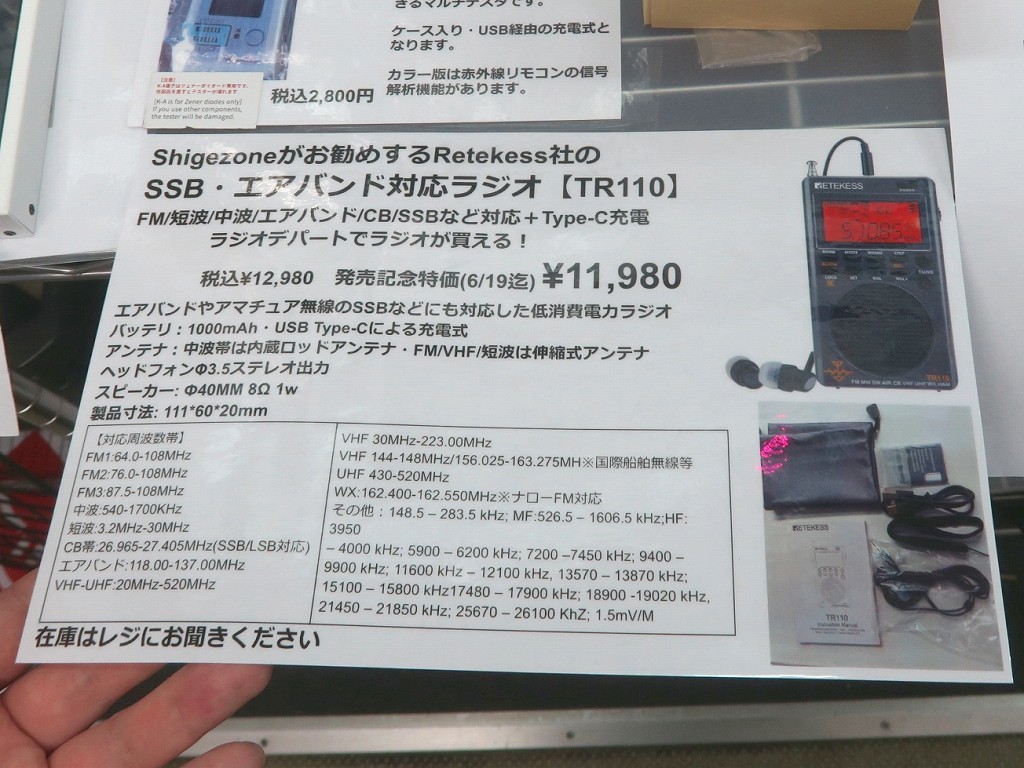 きるマルチテスタです。
ケース入り・USB経由の充電式と
なります。
カラー版は赤外線リモコンの信号
解析機能があります。
税込2,800円
[K-A is for Zener diodes only]
If you use other components,
the tester will be damaged.
Shigezoneがお勧めするRetekess社の
SSB・エアバンド対応ラジオ【TR110】
FM/短波/中波/エアバンド/CB/SSBなど対応＋Type-C充電
ラジオデパートでラジオが買える！
税込¥12,980 発売記念特価(6/19迄) ¥11,980
エアバンドやアマチュア無線のSSBなどにも対応した低消費電力ラジオ
バッテリ：1000mAh・USB Type-Cによる充電式
アンテナ：中波帯は内蔵ロッドアンテナ・FM/VHF/短波は伸縮式アンテナ
ヘッドフォンΦ3.5ステレオ出力
スピーカー: Φ40MM 8Ω 1w
製品寸法: 111*60*20mm
【対応周波数帯】
FM1:64.0-108MHz
FM2:76.0-108MHz
FM3:87.5-108MHz
中波:540-1700KHz
短波:3.2MHz-30MHz
CB帯:26.965-27.405MHz(SSB/LSB対応)
エアバンド:118.00-137.00MHz
VHF-UHF:20MHz-520MHz
VHF 30MHz-223.00MHz
VHF 144-148MHz/156.025-163.275MH※国際船舶無線等
UHF 430-520MHz
WX:162.400-162.550MHz※ナローFM対応
その他：148.5 – 283.5 kHz; MF:526.5 – 1606.5 kHz;HF:
3950
– 4000 kHz; 5900 – 6200 kHz; 7200 –7450 kHz; 9400 –
9900 kHz; 11600 kHz – 12100 kHz, 13570 – 13870 kHz;
15100 – 15800 kHz17480 – 17900 kHz; 18900 -19020 kHz,
21450 – 21850 kHz; 25670 – 26100 KhZ; 1.5mV/M
在庫はレジにお聞きください
RETEKESS
TUNE
TR110
FM MW SW AIR CB VHF UHF WX HAM
RETEKESS
TR110
Instruction Manual